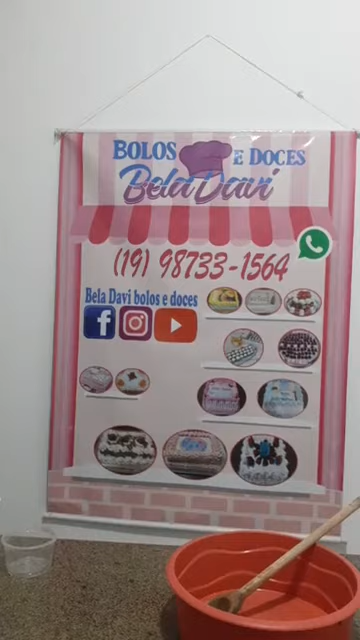 BOLOS E DOCES
Bela Davi
(19) 98733-1564
Bela Davi bolos e doces